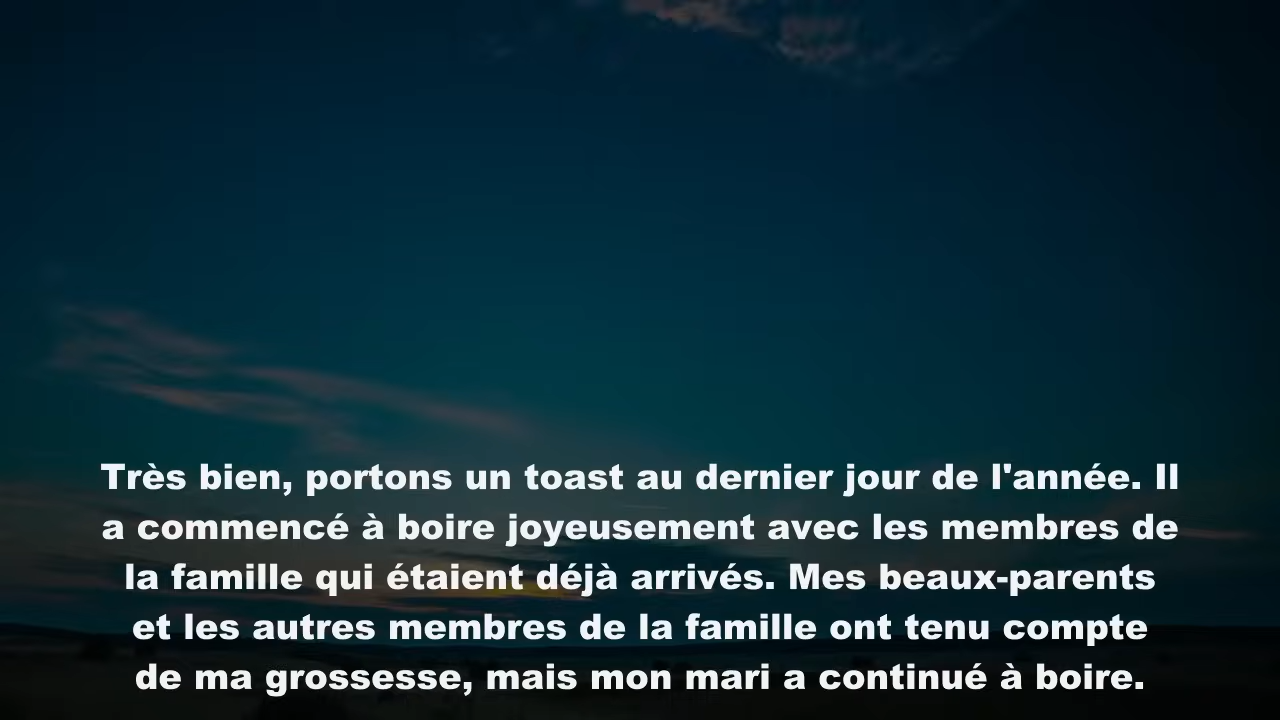 Très bien, portons un toast au dernier jour de l'année. Il
a commencé à boire joyeusement avec les membres de
la famille qui étaient déjà arrivés. Mes beaux-parents
et les autres membres de la famille ont tenu compte
de ma grossesse, mais mon mari a continué à boire.